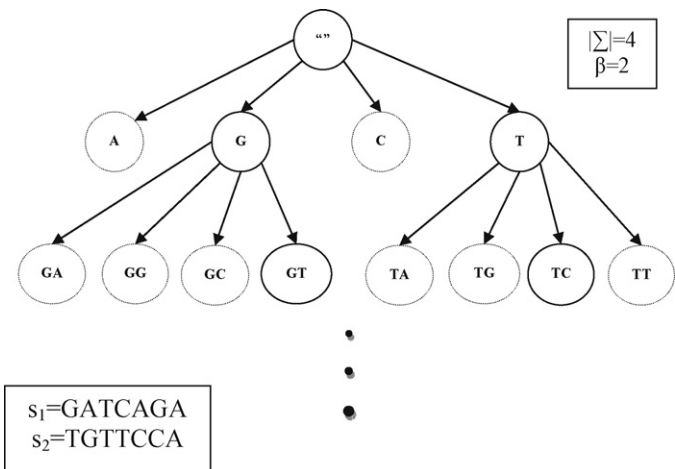 “”
|∑|=4
β=2
A
G
C
T
GA
GG
GC
GT
TA
TG
TC
TT
s₁=GATCAGA
s₂=TGTTCCA